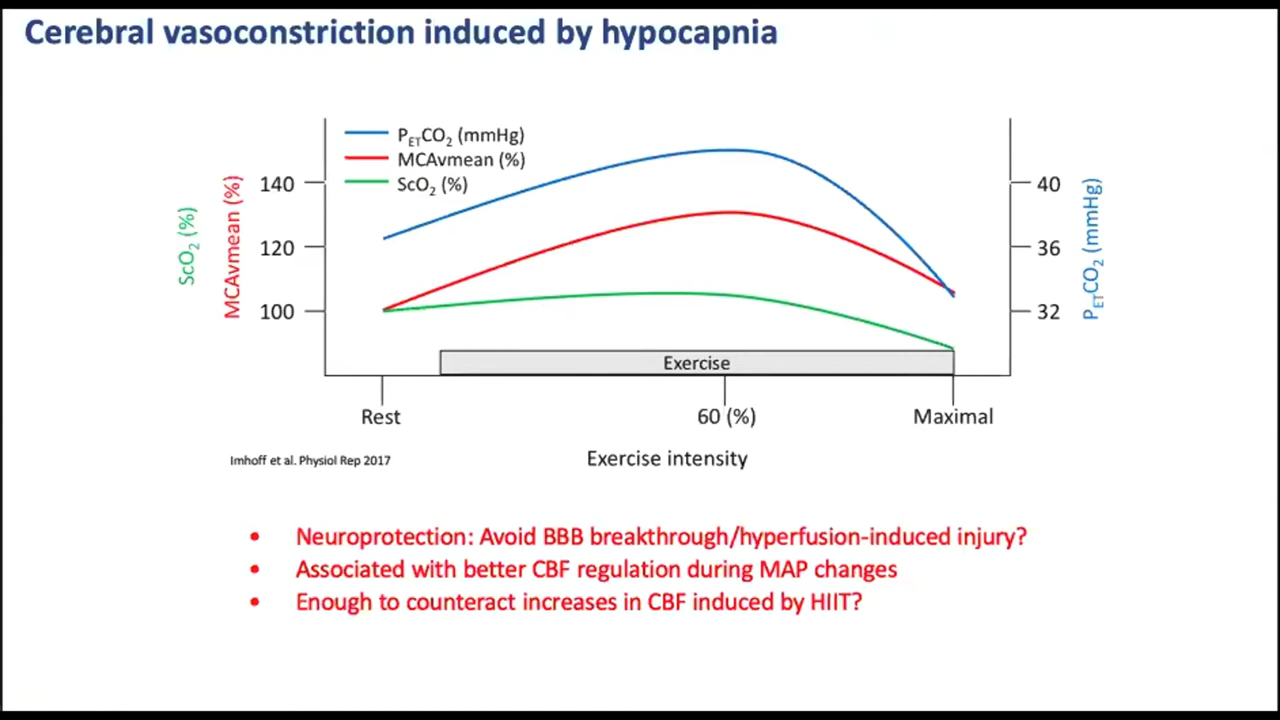 Cerebral vasoconstriction induced by hypocapnia
PETCO2 (mmHg)
MCAvmean (%)
ScO2 (%)
ScO2 (%)
MCAvmean (%)
140
120
100
40
36
32
PETCO2 (mmHg)
Exercise
Rest
60 (%)
Maximal
Exercise intensity
Imhoff et al. Physiol Rep 2017
• Neuroprotection: Avoid BBB breakthrough/hyperfusion-induced injury?
• Associated with better CBF regulation during MAP changes
• Enough to counteract increases in CBF induced by HIIT?